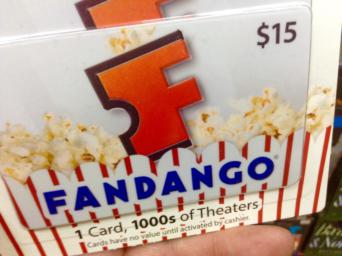 $15
F
FANDANGO®
1 Card, 1000s of Theaters
Cards have no value until activated by cashier.